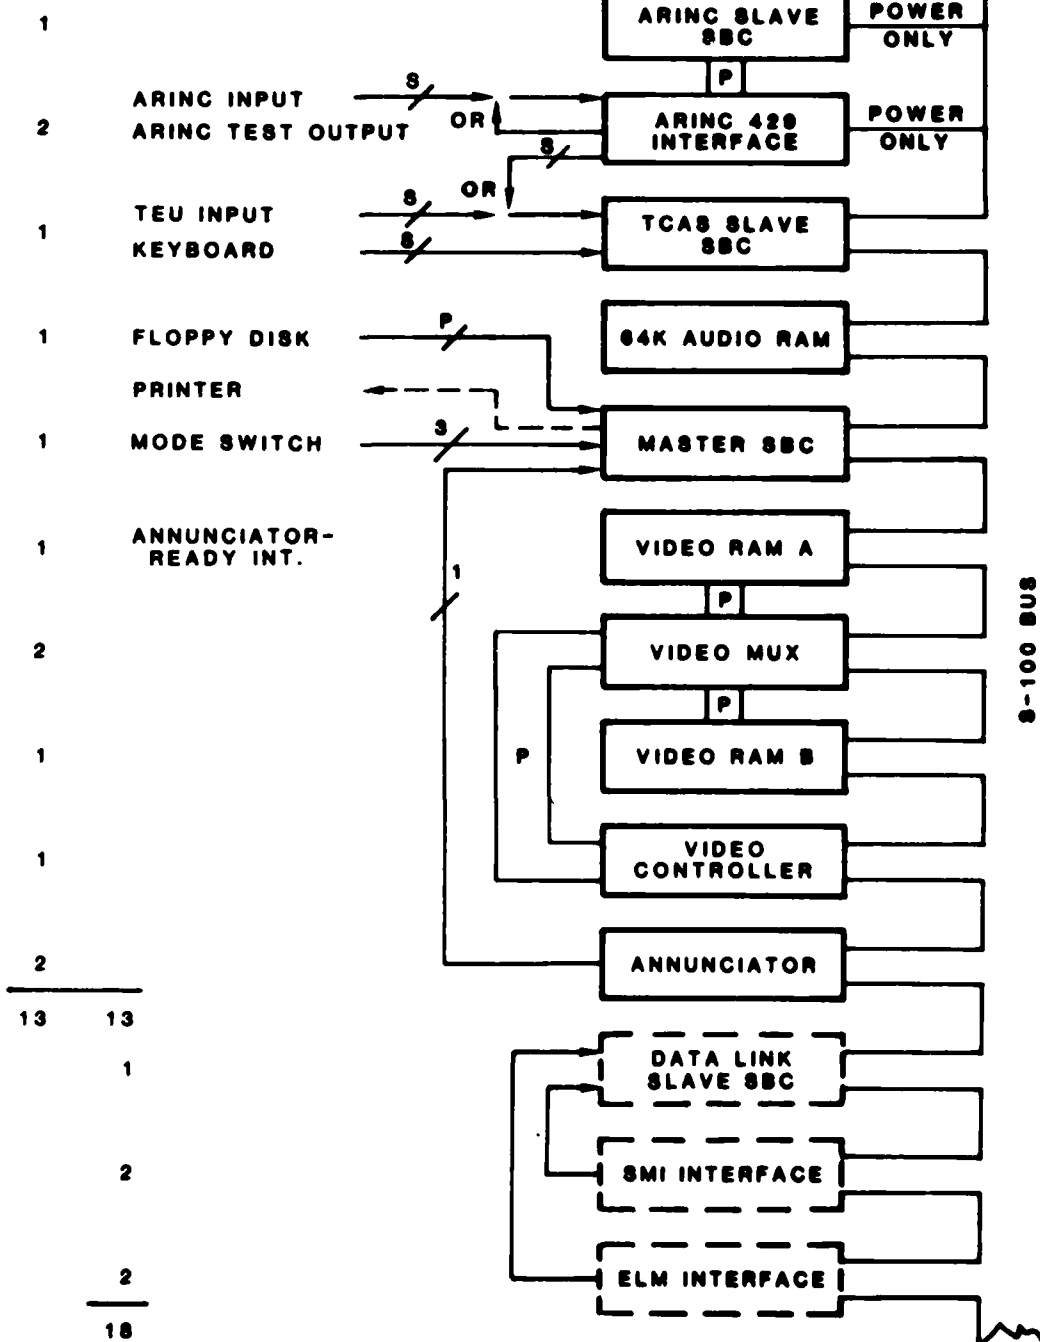 1
ARINC SLAVE
SBC
POWER
ONLY
P
ARINC INPUT
S
2
ARINC TEST OUTPUT
OR
ARINC 429
INTERFACE
POWER
ONLY
S
OR
TEU INPUT
S
1
TCAS SLAVE
SBC
KEYBOARD
S
1
FLOPPY DISK
P
64K AUDIO RAM
PRINTER
1
MODE SWITCH
3
MASTER SBC
1
ANNUNCIATOR-
READY INT.
1
VIDEO RAM A
P
2
VIDEO MUX
S-100 BUS
P
1
P
VIDEO RAM B
1
VIDEO
CONTROLLER
2
ANNUNCIATOR
13 13
1
DATA LINK
SLAVE SBC
2
SMI INTERFACE
2
ELM INTERFACE
18